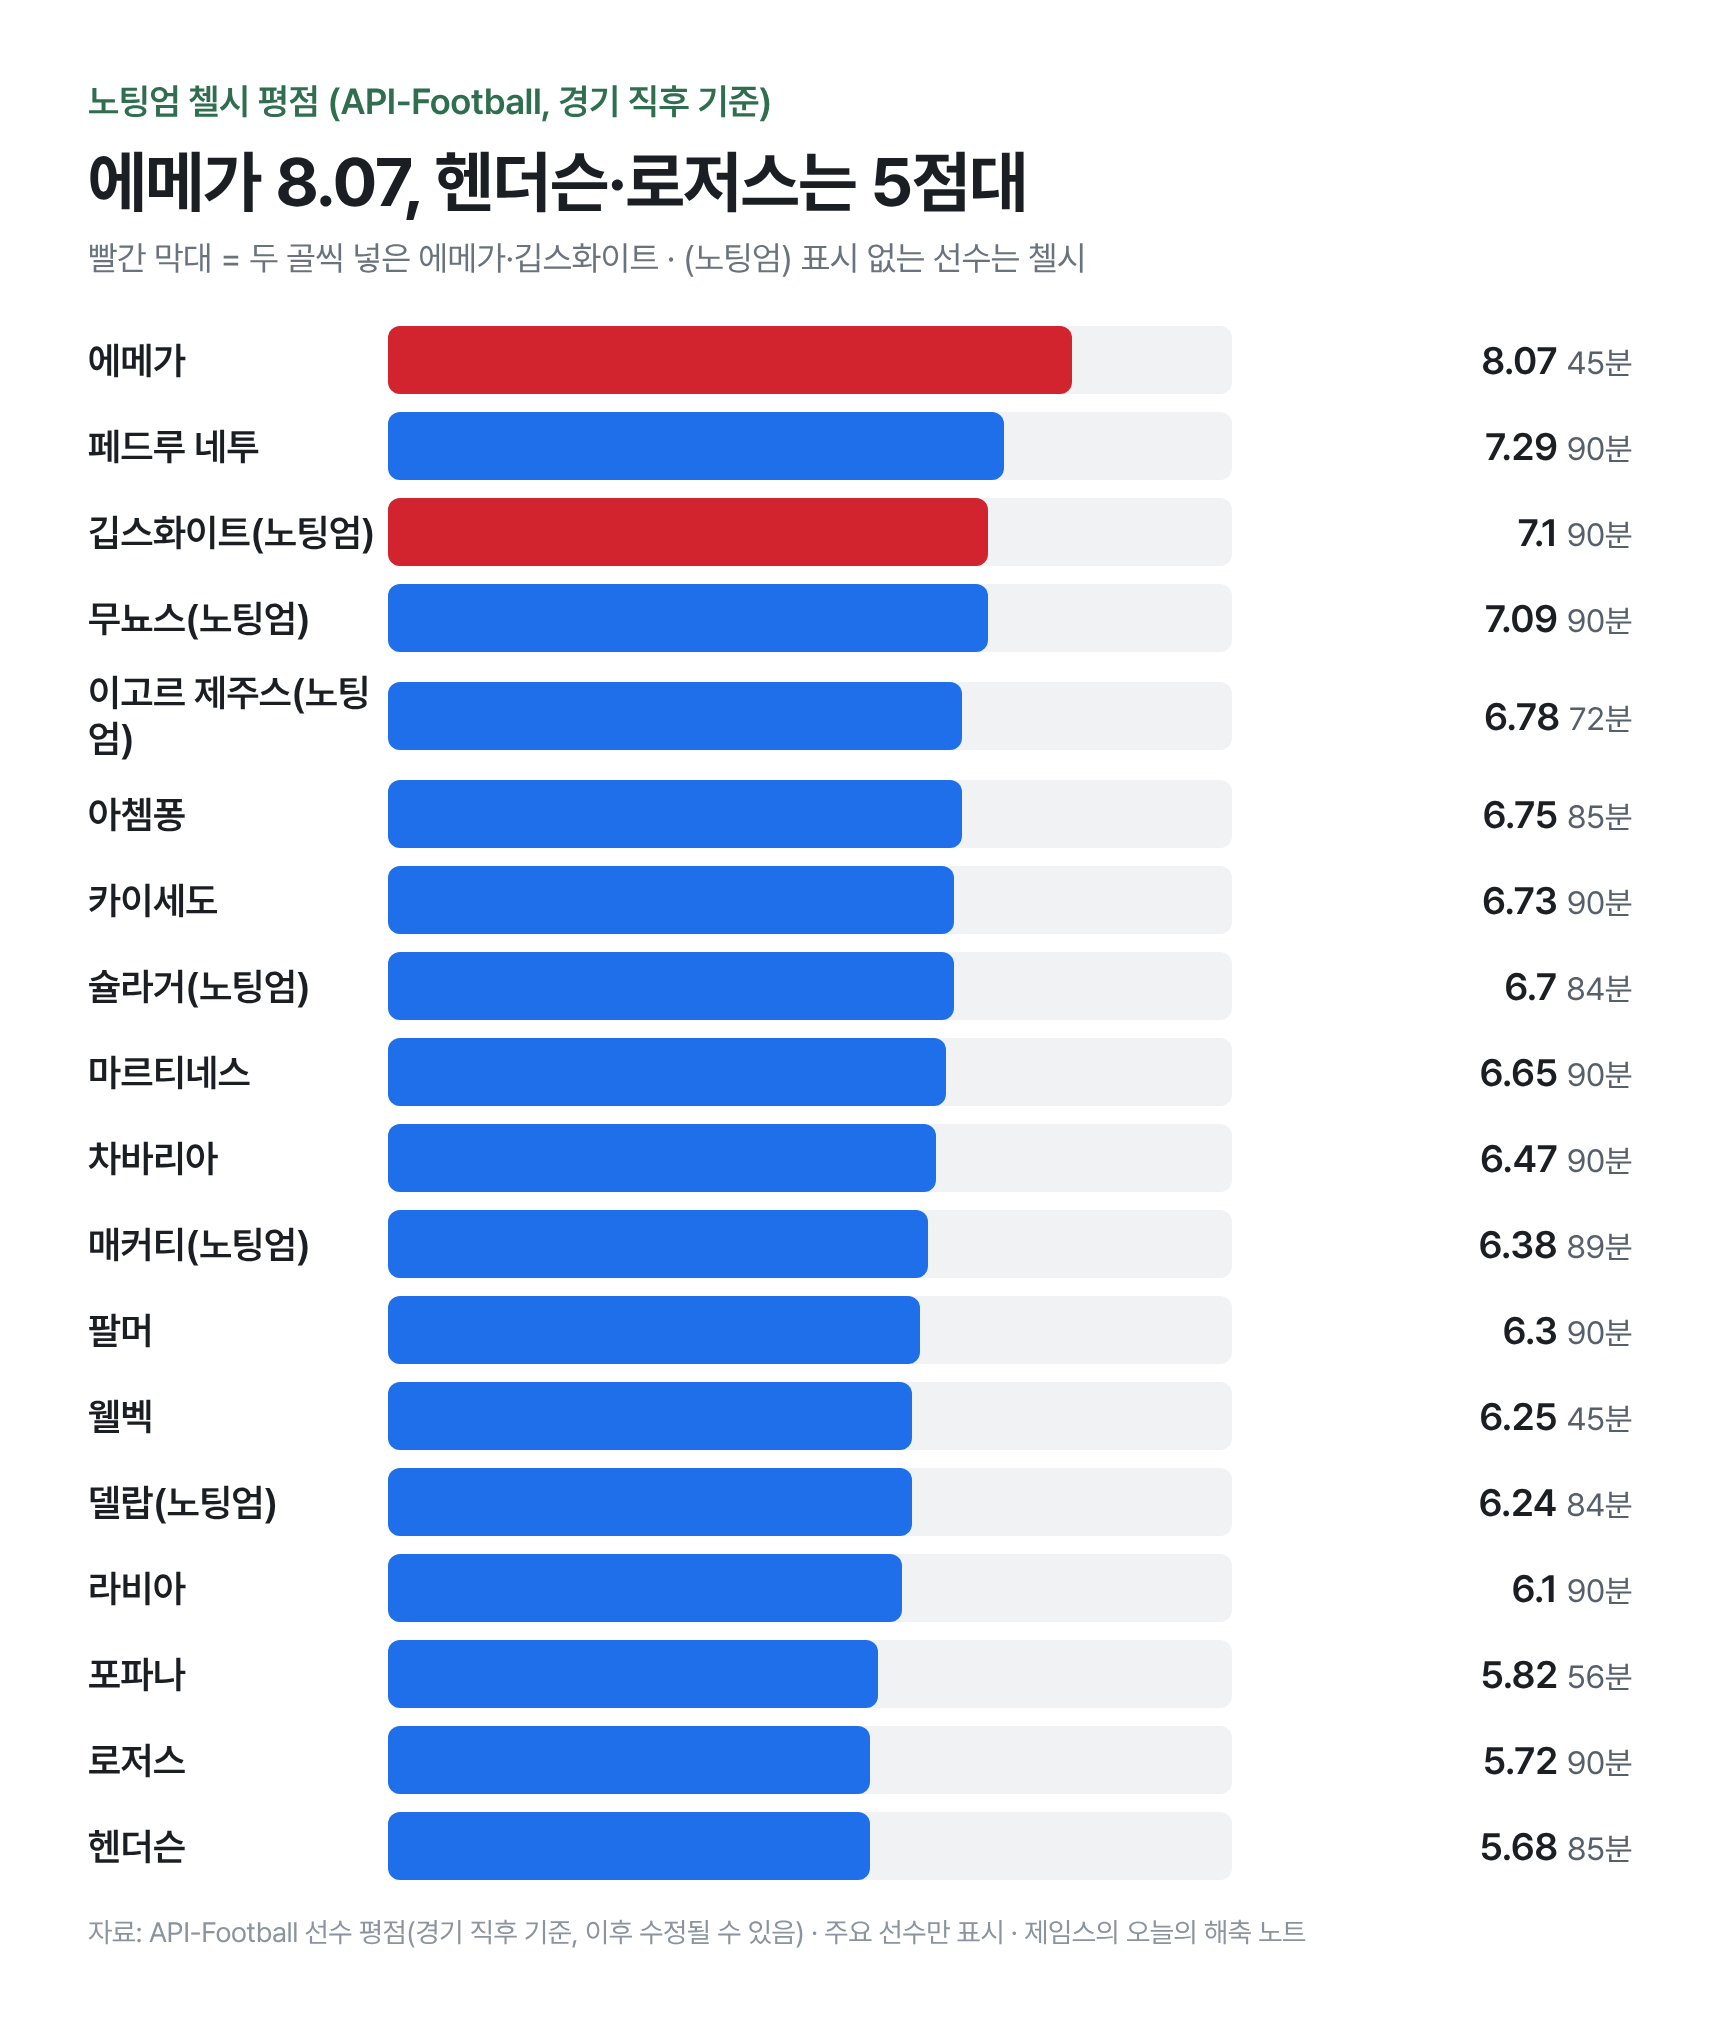 노팅엄 첼시 평점 (API-Football, 경기 직후 기준)
에메가 8.07, 헨더슨·로저스는 5점대
빨간 막대 = 두 골씩 넣은 에메가·깁스화이트 · (노팅엄) 표시 없는 선수는 첼시
에메가 8.07 45분
페드루 네투 7.29 90분
깁스화이트(노팅엄) 7.1 90분
무뇨스(노팅엄) 7.09 90분
이고르 제주스(노팅
엄) 6.78 72분
아쳄퐁 6.75 85분
카이세도 6.73 90분
슐라거(노팅엄) 6.7 84분
마르티네스 6.65 90분
차바리아 6.47 90분
매커티(노팅엄) 6.38 89분
팔머 6.3 90분
웰벡 6.25 45분
델랍(노팅엄) 6.24 84분
라비아 6.1 90분
포파나 5.82 56분
로저스 5.72 90분
헨더슨 5.68 85분
자료: API-Football 선수 평점(경기 직후 기준, 이후 수정될 수 있음) · 주요 선수만 표시 · 제임스의 오늘의 해축 노트